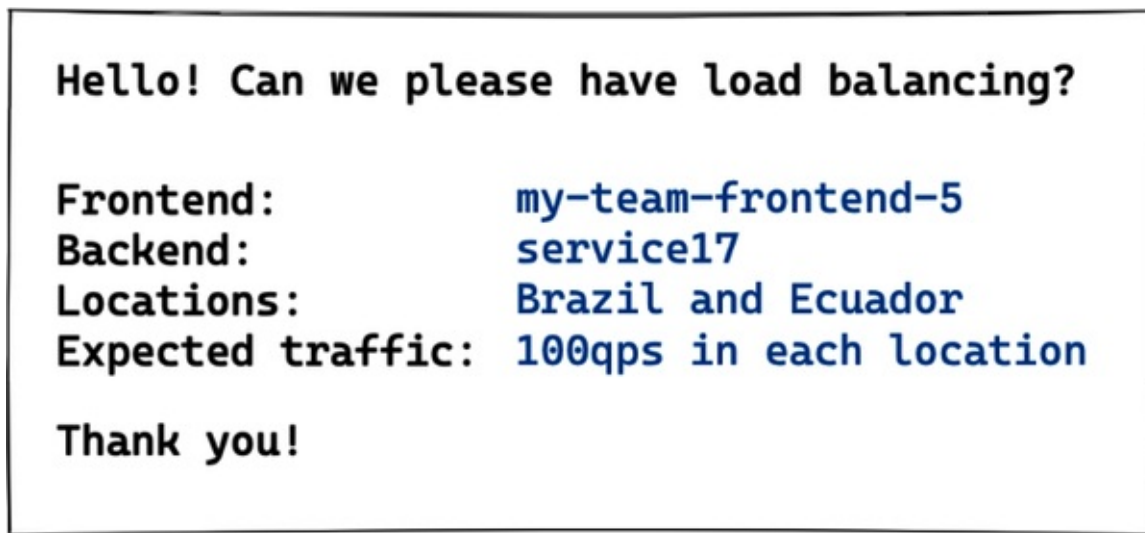 Hello! Can we please have load balancing?
Frontend: my-team-frontend-5
Backend: service17
Locations: Brazil and Ecuador
Expected traffic: 100qps in each location
Thank you!